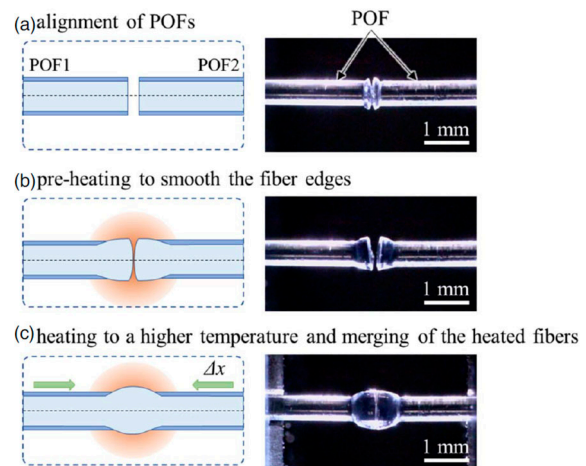 (a) alignment of POFs
POF1 POF2
POF
1 mm
(b) pre-heating to smooth the fiber edges
1 mm
(c) heating to a higher temperature and merging of the heated fibers
Δx
1 mm